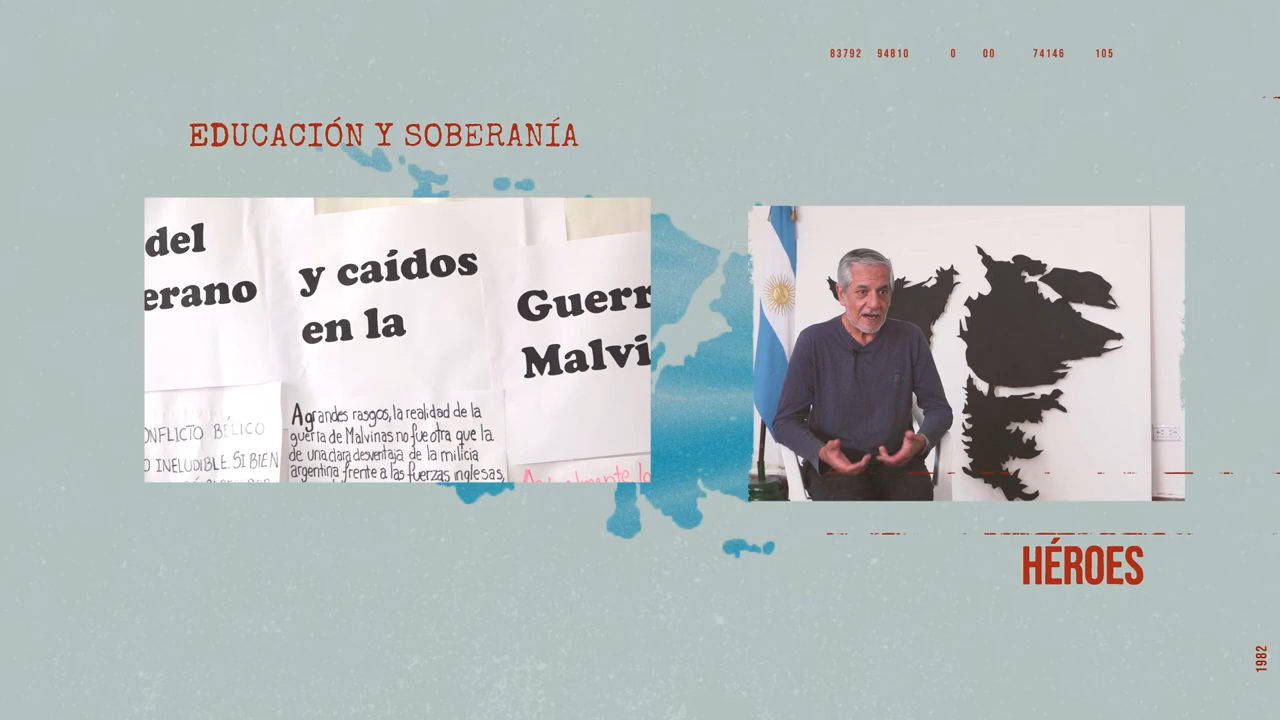 83792 94810 0 00 74146 105
EDUCACIÓN Y SOBERANÍA
del
erano
y caídos
en la
Guerr
Malvi
ONFLICTO BÉLICO
O INELUDIBLE. SI BIEN
Agrandes rasgos, la realidad de la
guerra de Malvinas no fue otra que la
de una clara desventaja de la milicia
argentina frente a las fuerzas inglesas,
HÉROES
1982